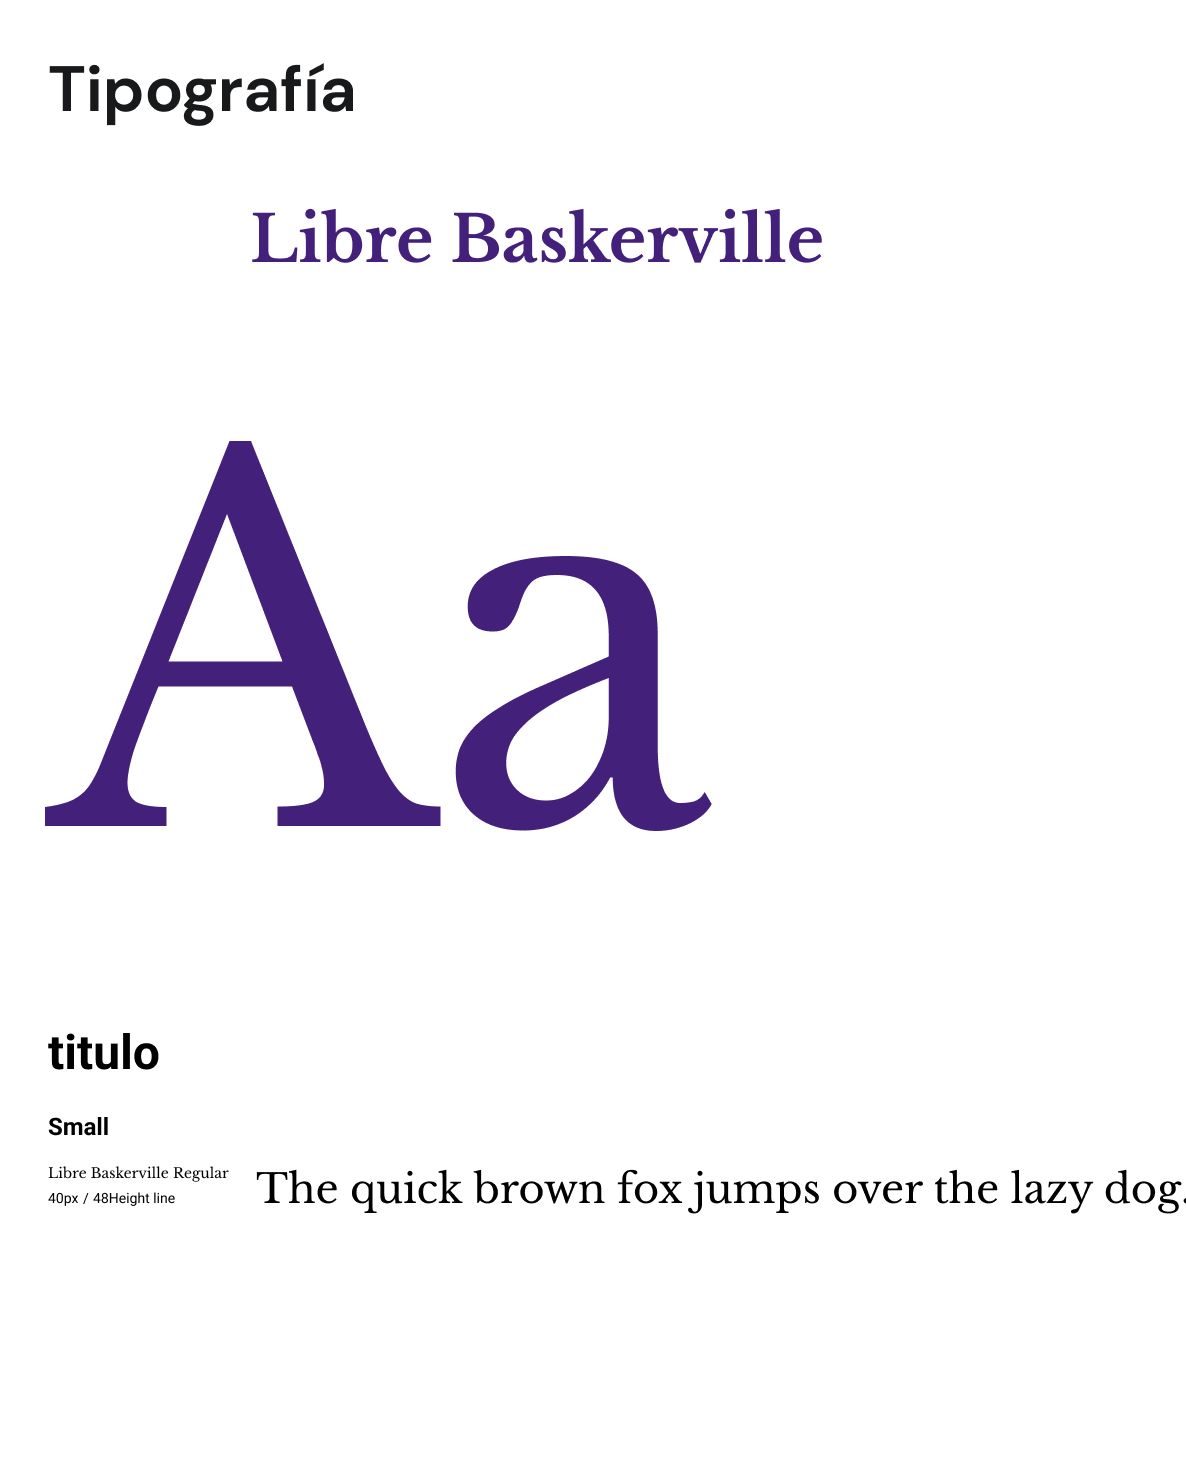 Tipografía
Libre Baskerville
Aa
titulo
Small
Libre Baskerville Regular
40px / 48Height line
The quick brown fox jumps over the lazy dog.